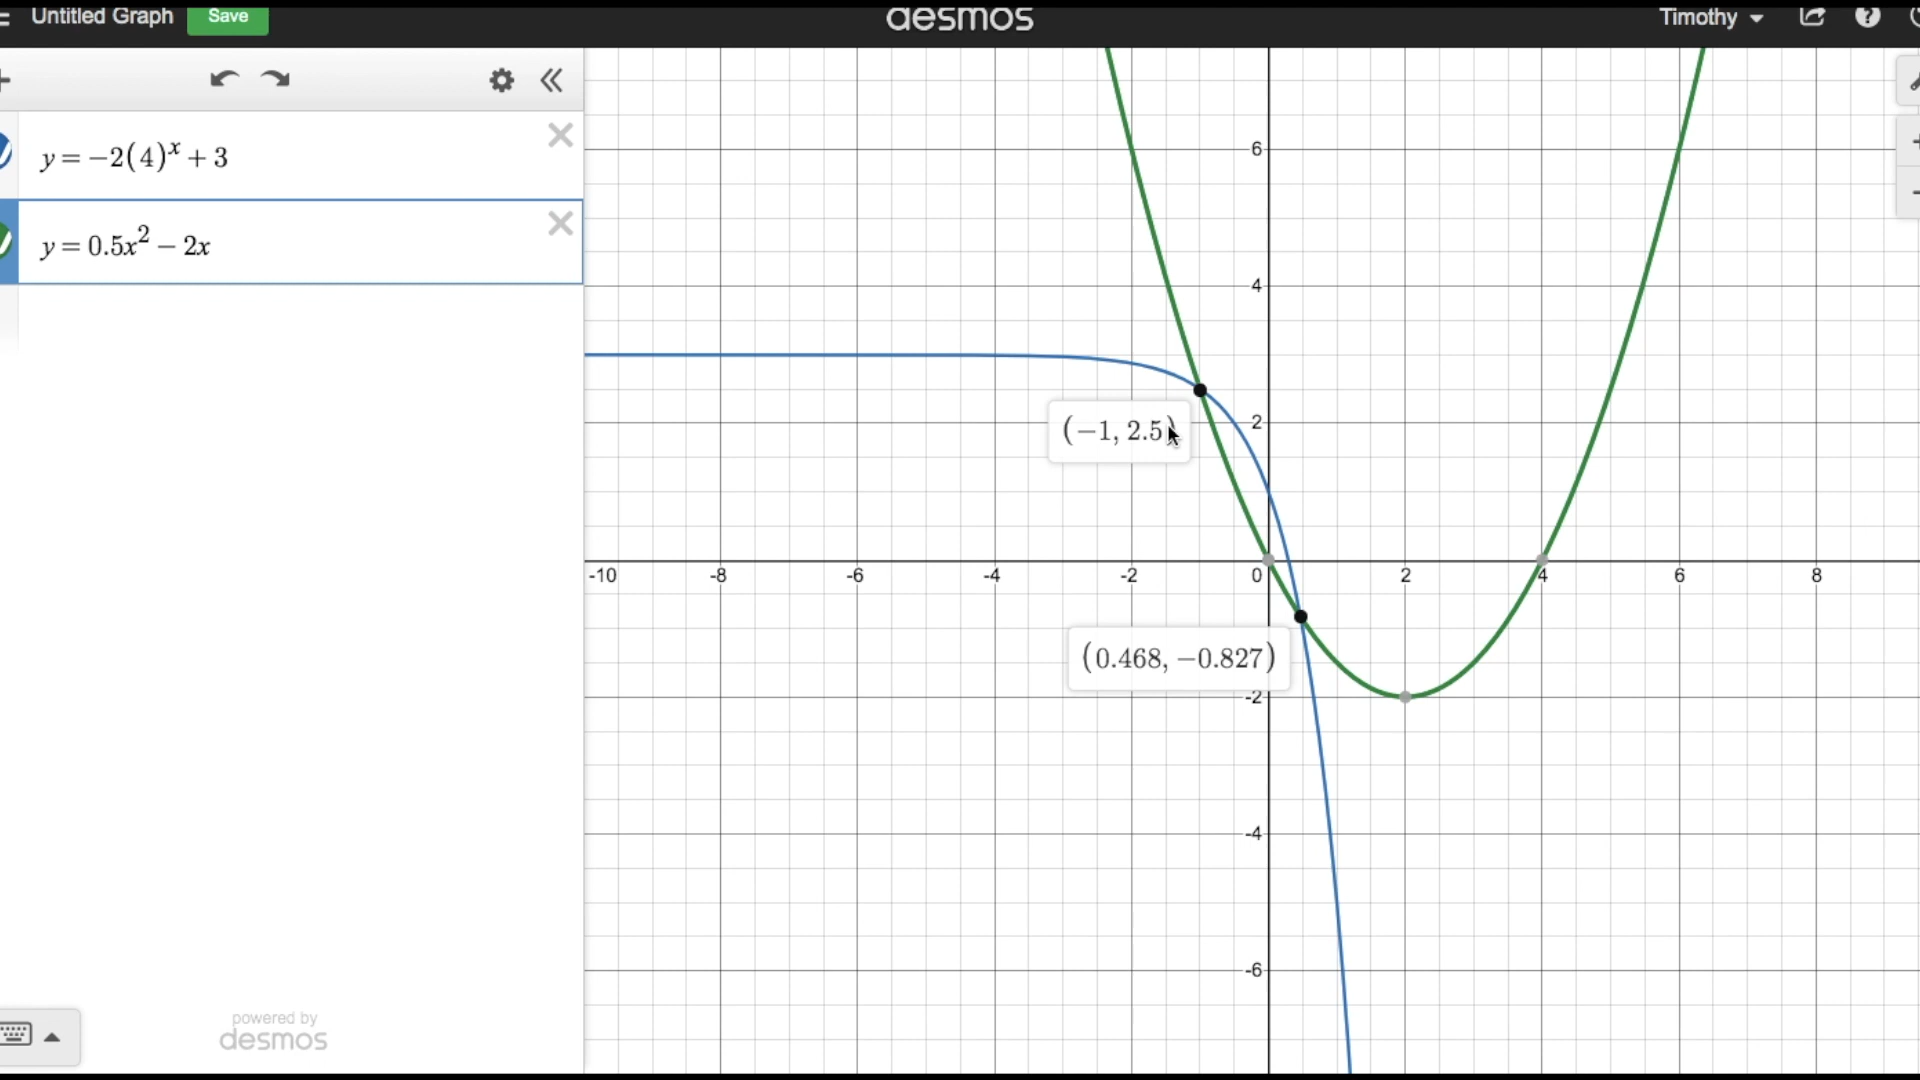 Untitled Graph
Save
desmos
Timothy
y = −2(4)^x + 3
y = 0.5x^2 − 2x
6
4
2
(−1, 2.5)
-10 -8 -6 -4 -2 0 2 4 6 8
(0.468, −0.827)
-2
-4
-6
powered by
desmos